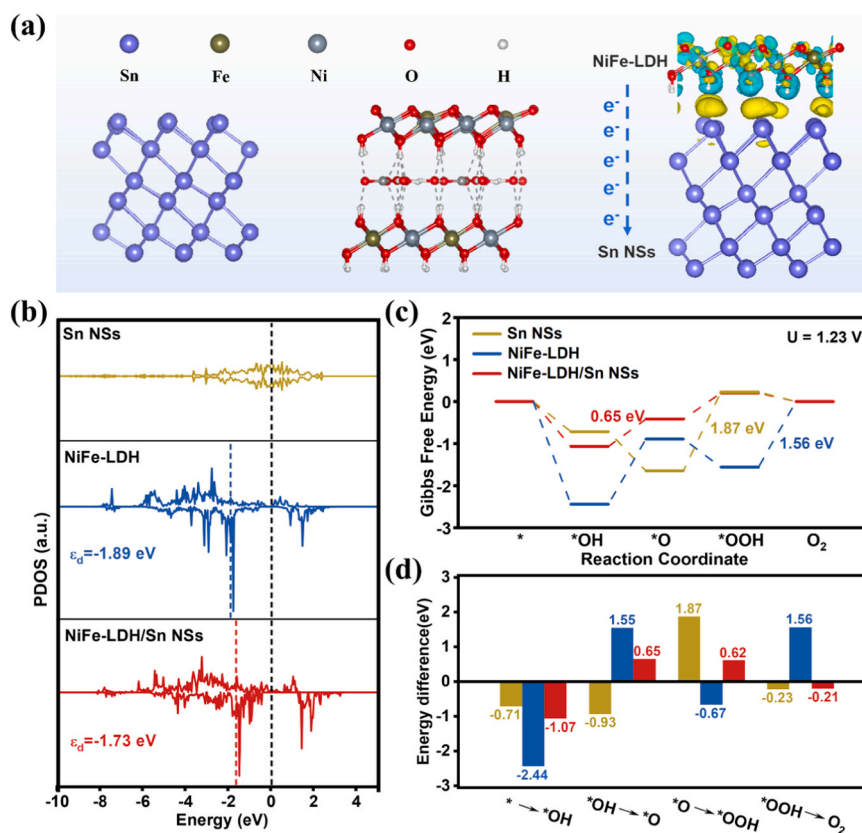 (a)
Sn Fe Ni O H
NiFe-LDH
e-
e-
e-
e-
e-
Sn NSs
(b)
Sn NSs
NiFe-LDH
εd=-1.89 eV
NiFe-LDH/Sn NSs
εd=-1.73 eV
PDOS (a.u.)
-10 -8 -6 -4 -2 0 2 4
Energy (eV)
(c)
Sn NSs
NiFe-LDH
NiFe-LDH/Sn NSs
U = 1.23 V
0.65 eV
1.87 eV
1.56 eV
2
1
0
-1
-2
-3
Gibbs Free Energy (eV)
* *OH *O *OOH O2
Reaction Coordinate
(d)
3
2
1
0
-1
-2
-3
Energy difference(eV)
-0.71
-2.44
-1.07
-0.93
1.55
0.65
1.87
-0.67
0.62
-0.23
1.56
-0.21
* → *OH
*OH → *O
*O → *OOH
*OOH → O2